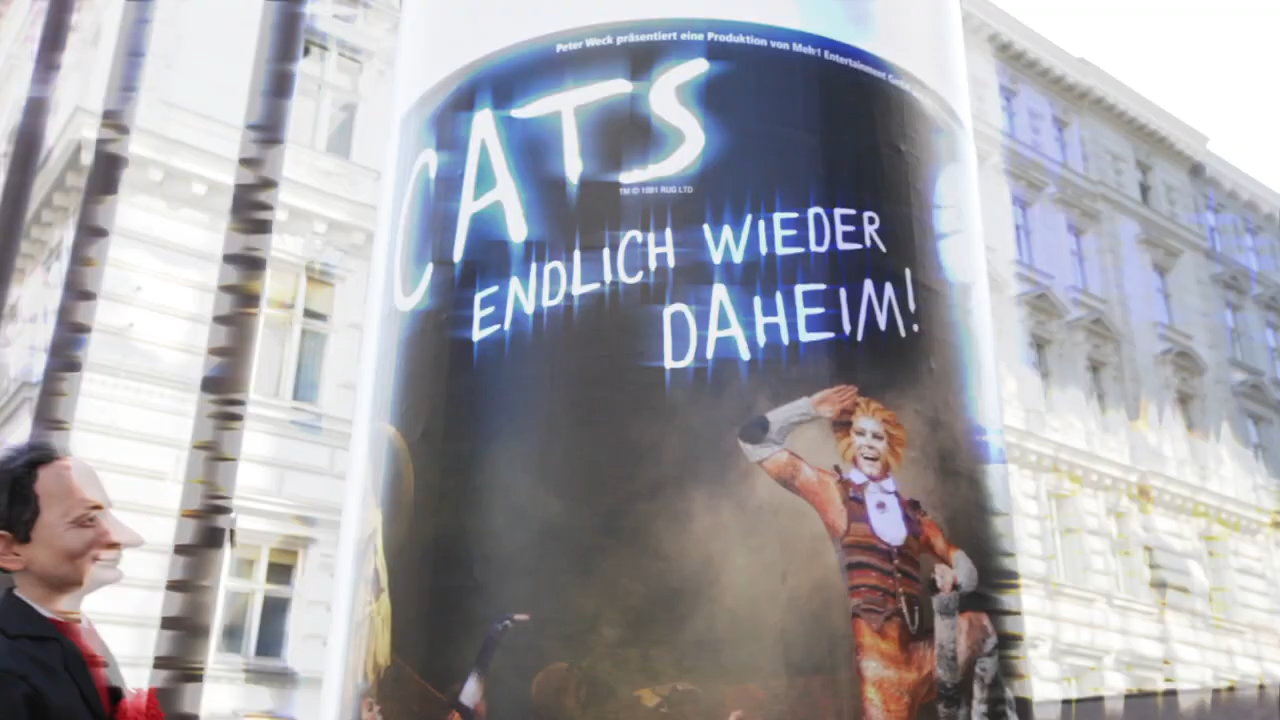 Peter Weck präsentiert eine Produktion von Mehr! Entertainment GmbH
CATS
TM © 1981 RUG LTD
ENDLICH WIEDER
DAHEIM!